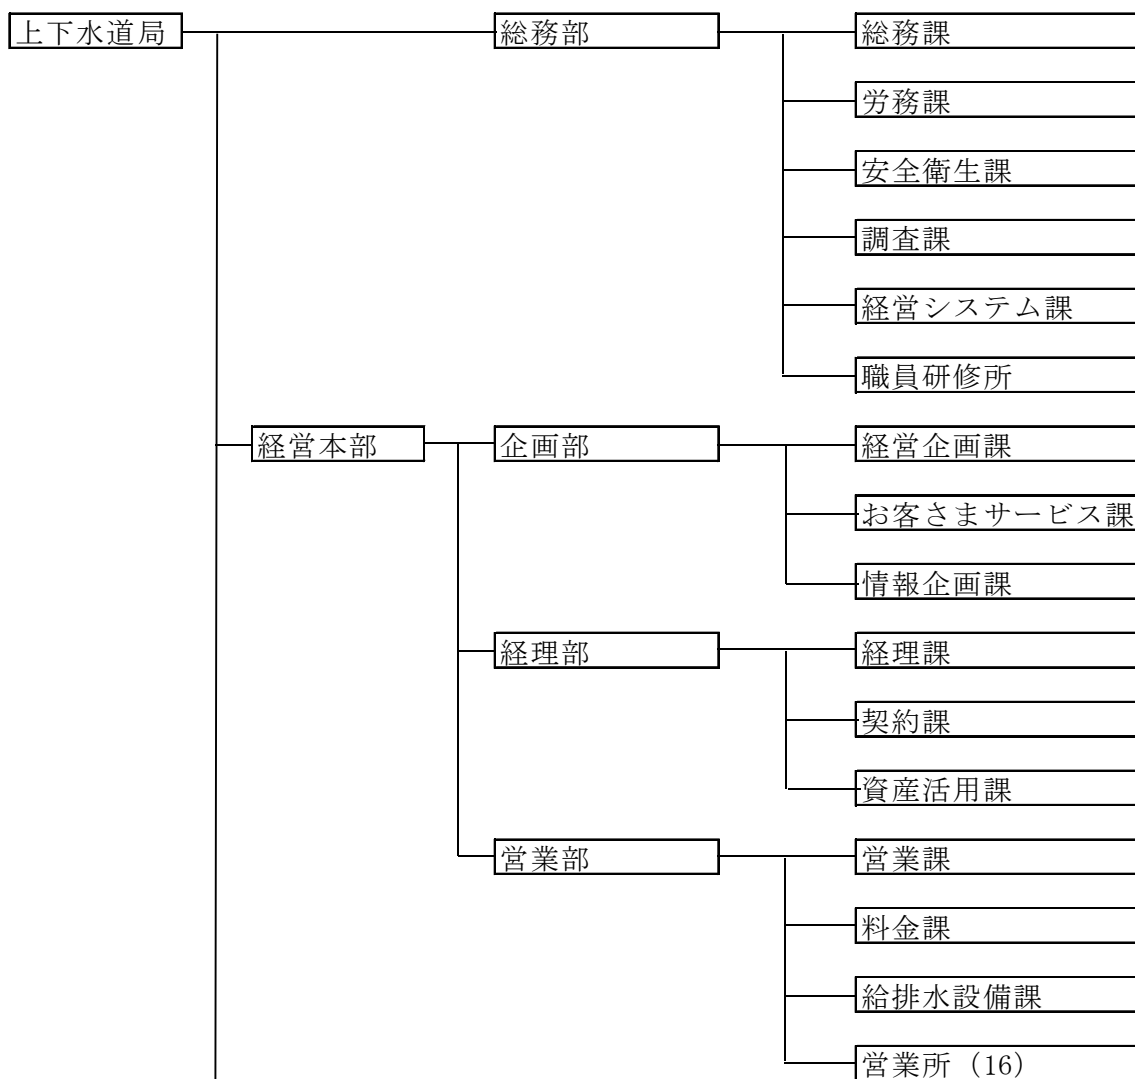 上下水道局
総務部
総務課
労務課
安全衛生課
調査課
経営システム課
職員研修所
経営本部
企画部
経営企画課
お客さまサービス課
情報企画課
経理部
経理課
契約課
資産活用課
営業部
営業課
料金課
給排水設備課
営業所（16）